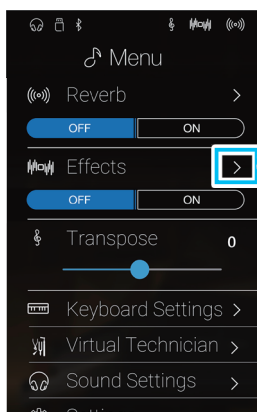 Menu
Reverb
OFF ON
Effects
OFF ON
Transpose 0
Keyboard Settings
Virtual Technician
Sound Settings